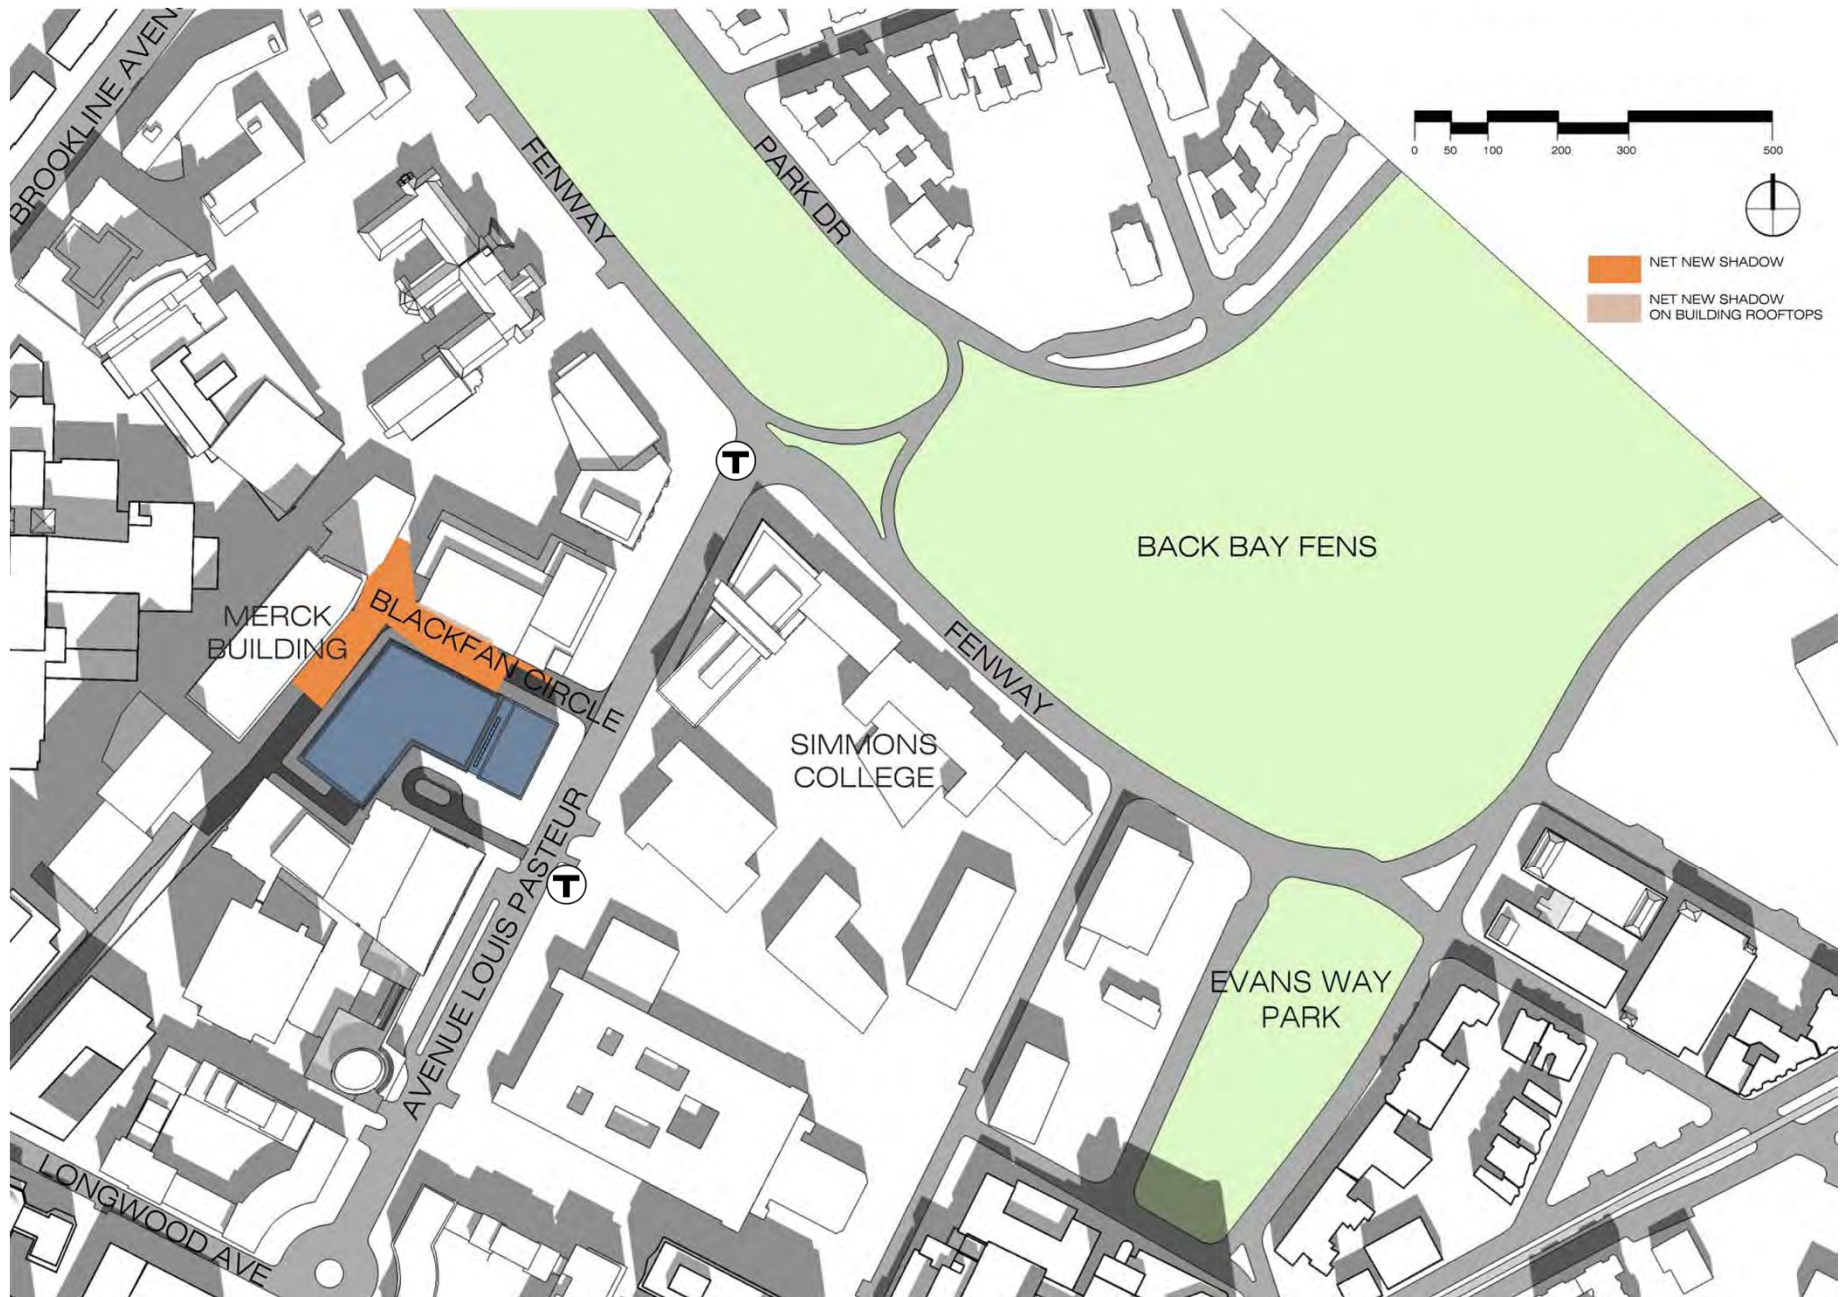 BROOKLINE AVENS
FENWAY
PARK DR
0 50 100 200 300 500
NET NEW SHADOW
NET NEW SHADOW
ON BUILDING ROOFTOPS
T
BACK BAY FENS
MERCK
BUILDING
BLACKFAN CIRCLE
FENWAY
SIMMONS
COLLEGE
T
AVENUE LOUIS PASTEUR
EVANS WAY
PARK
LONGWOOD AVE